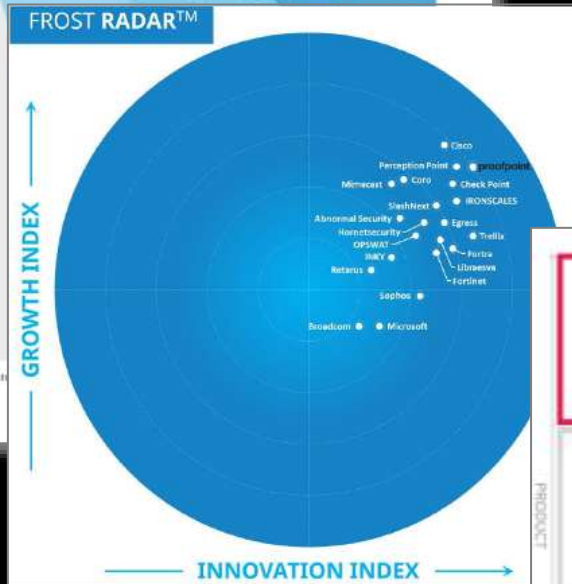 FROST RADAR™
Cisco
Perception Point
proofpoint
Mimecast
Coro
Check Point
SlashNext
IRONSCALES
Abnormal Security
Egress
Hornetsecurity
Trellix
OPSWAT
Fortra
INKY
Libraesva
Retarus
Fortinet
Sophos
Broadcom
Microsoft
GROWTH INDEX
INNOVATION INDEX
PRODUCT